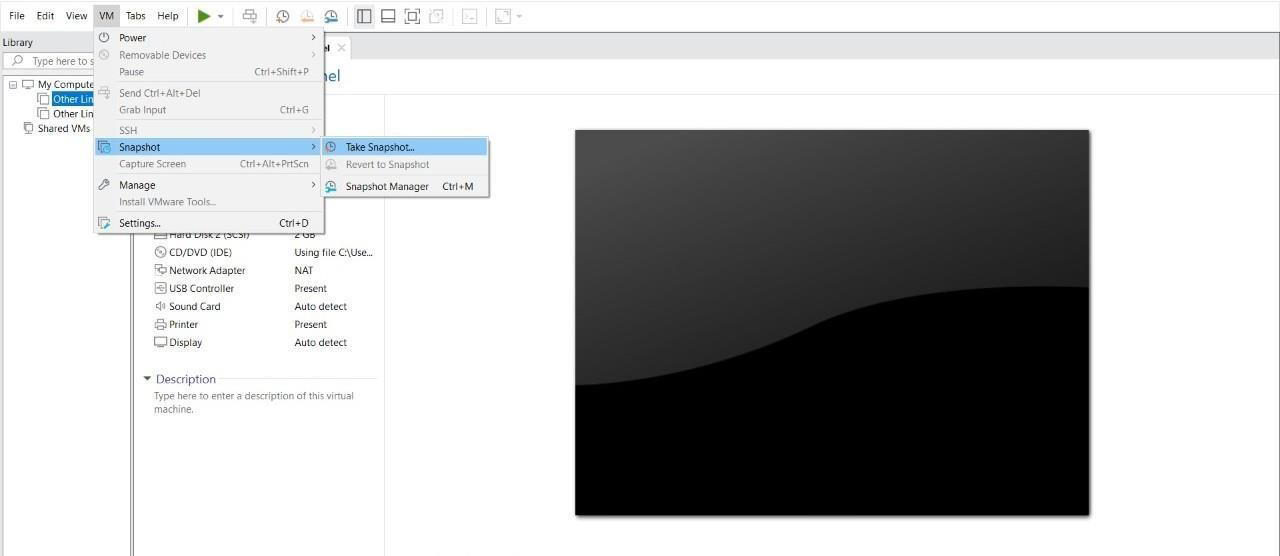 File Edit View VM Tabs Help
Library
Type here to s
My Compute
Other Lin
Other Lin
Shared VMs
Power
Removable Devices
Pause Ctrl+Shift+P
Send Ctrl+Alt+Del
Grab Input Ctrl+G
SSH
Snapshot
Capture Screen Ctrl+Alt+PrtScn
Manage
Install VMware Tools...
Settings... Ctrl+D
Take Snapshot...
Revert to Snapshot
Snapshot Manager Ctrl+M
el
nel
Hard Disk 2 (SCSI) 2 GB
CD/DVD (IDE) Using file C:\Use...
Network Adapter NAT
USB Controller Present
Sound Card Auto detect
Printer Present
Display Auto detect
Description
Type here to enter a description of this virtual
machine.